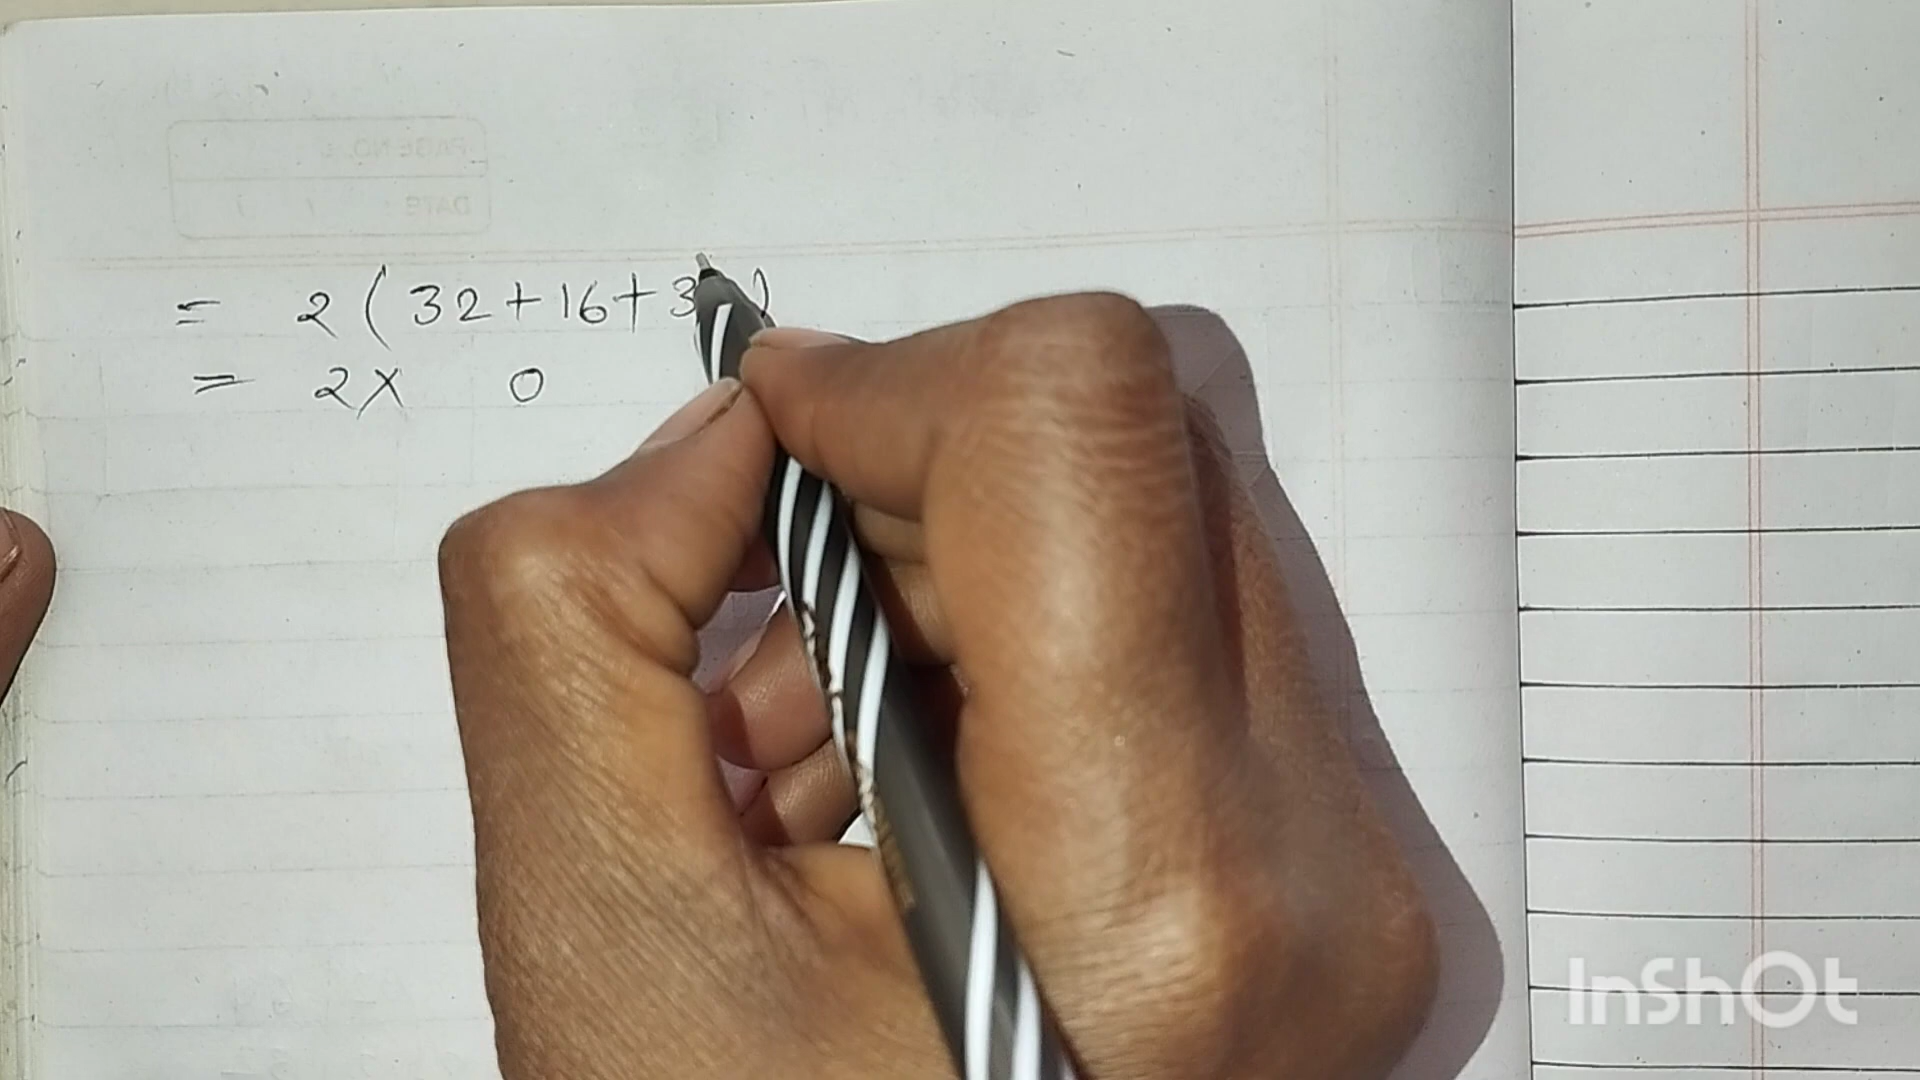 = 2 ( 32 + 16 + 3 )
= 2 X 0
InShOt